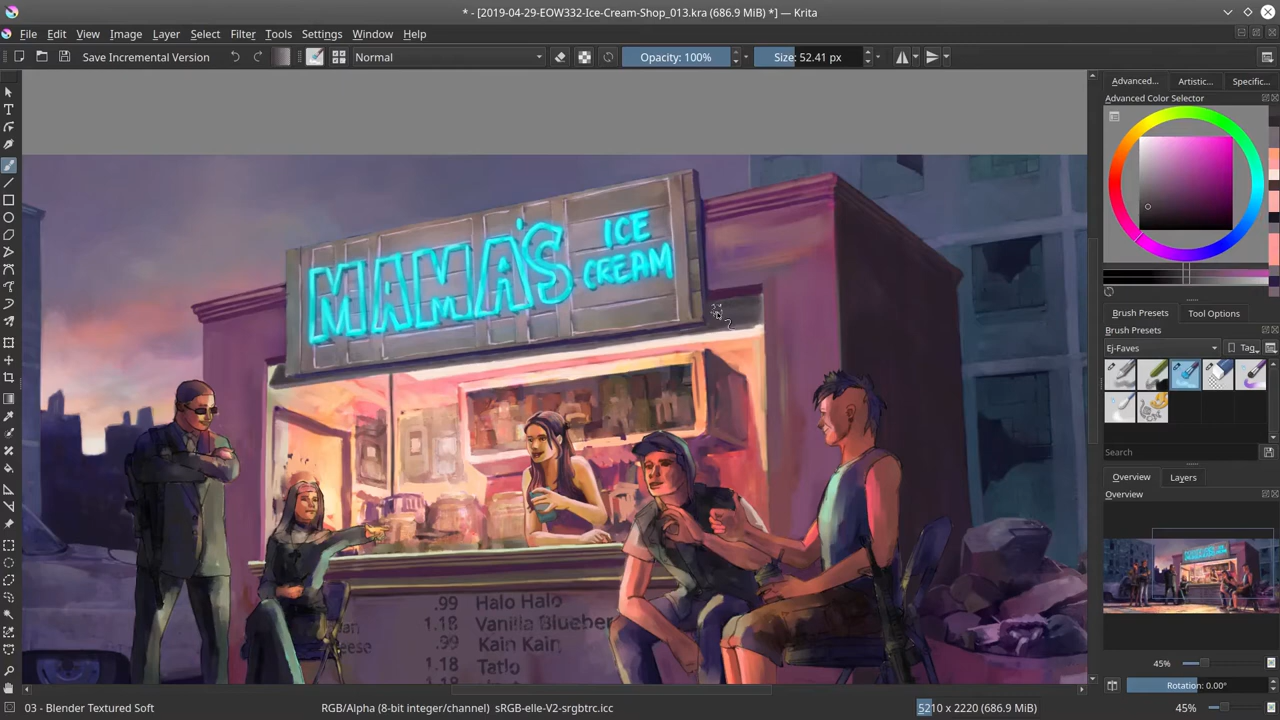 * - [2019-04-29-EOW332-Ice-Cream-Shop_013.kra (686.9 MiB) *] — Krita
File Edit View Image Layer Select Filter Tools Settings Window Help
Save Incremental Version Normal Opacity: 100% Size: 52.41 px
Advanced... Artistic... Specific...
Advanced Color Selector
MAMA'S ICE CREAM
Brush Presets Tool Options
Brush Presets
Ej-Faves Tag
Search
Overview Layers
Overview
.99 Halo Halo
1.18 Vanilla Blueber
.99 Kain Kain
1.18 Tatlo
45%
Rotation: 0.00°
03 - Blender Textured Soft RGB/Alpha (8-bit integer/channel) sRGB-elle-V2-srgbtrc.icc 5210 x 2220 (686.9 MiB) 45%